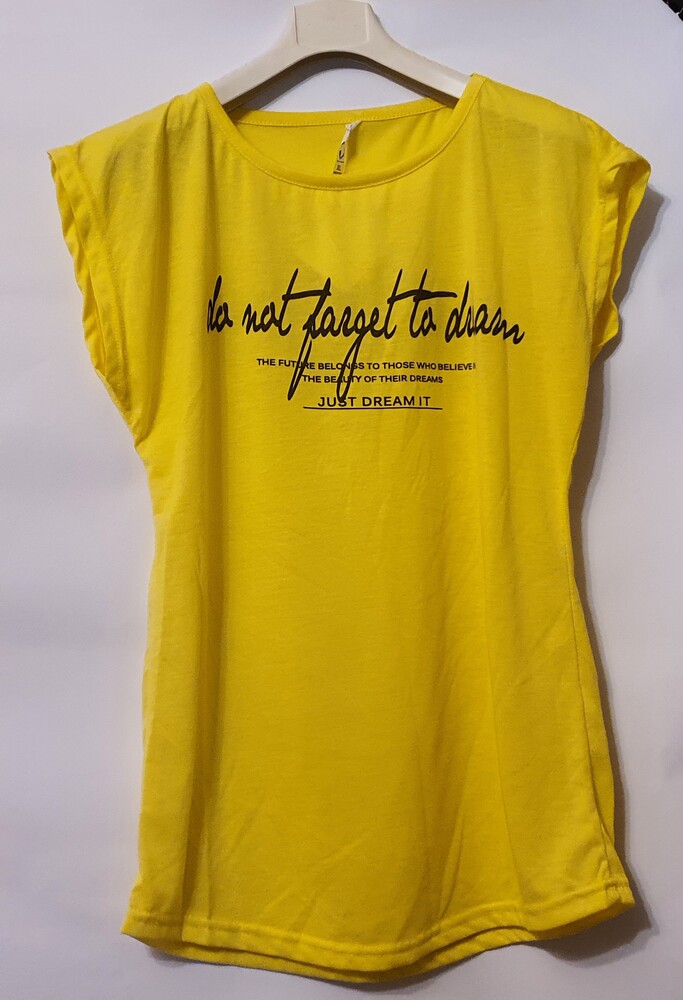 do not forget to dream
THE FUTURE BELONGS TO THOSE WHO BELIEVE I
THE BEAUTY OF THEIR DREAMS
JUST DREAM IT